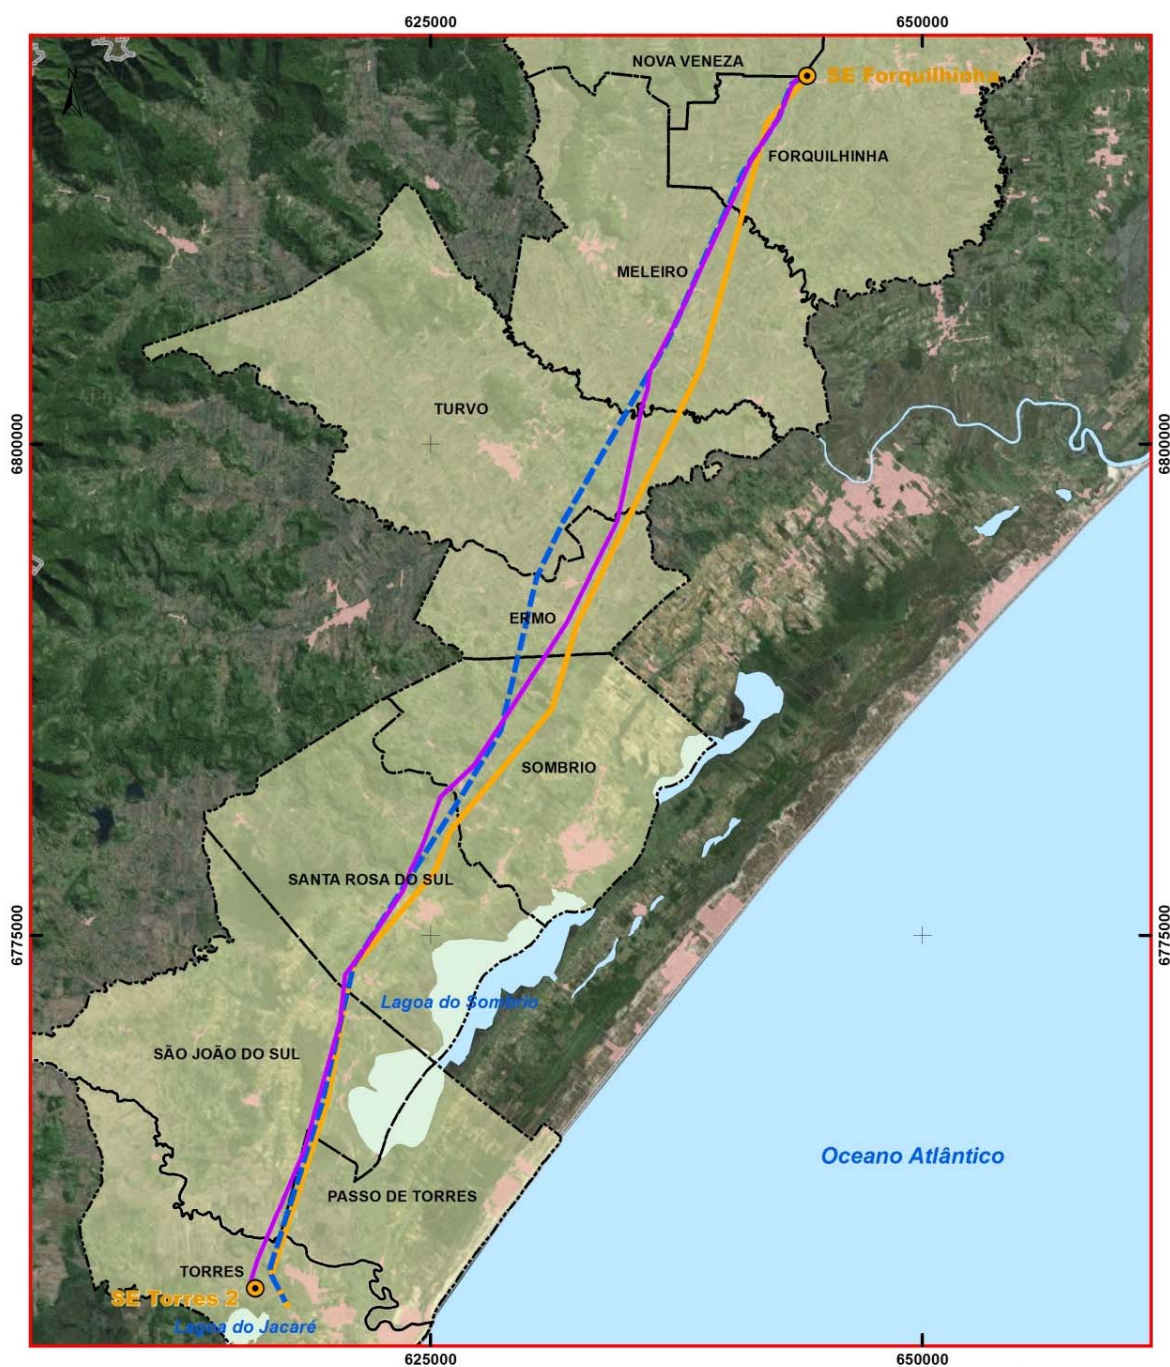 625000
650000
N
NOVA VENEZA
SE Forquilhinha
FORQUILHINHA
MELEIRO
TURVO
6800000
6800000
ERMO
SOMBRIO
SANTA ROSA DO SUL
6775000
6775000
Lagoa do Sombrio
SÃO JOÃO DO SUL
Oceano Atlântico
PASSO DE TORRES
TORRES
SE Torres 2
Lagoa do Jacaré
625000
650000